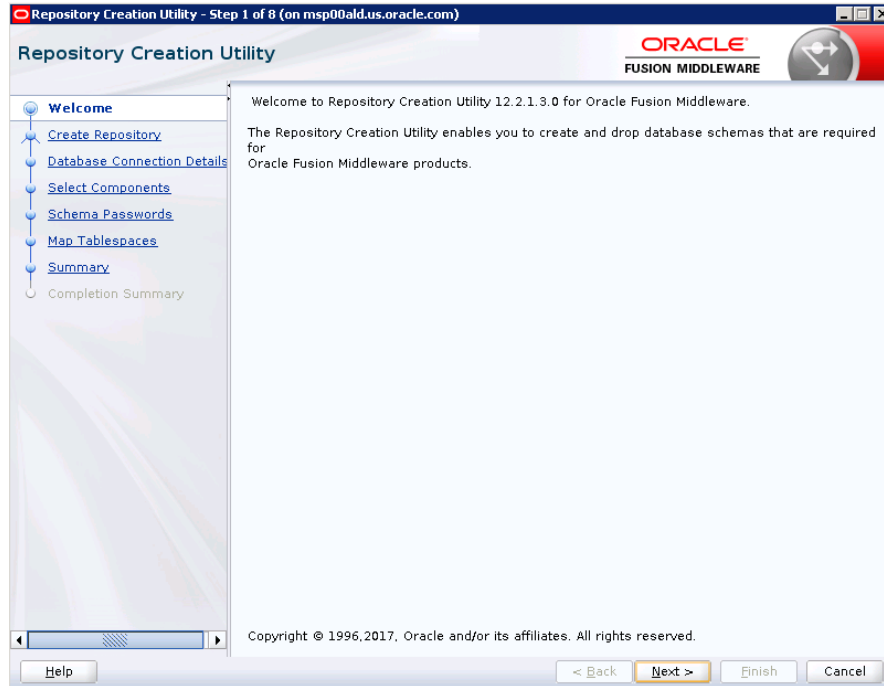 Repository Creation Utility - Step 1 of 8 (on msp00ald.us.oracle.com)
Repository Creation Utility
ORACLE
FUSION MIDDLEWARE
Welcome
Create Repository
Database Connection Details
Select Components
Schema Passwords
Map Tablespaces
Summary
Completion Summary
Welcome to Repository Creation Utility 12.2.1.3.0 for Oracle Fusion Middleware.
The Repository Creation Utility enables you to create and drop database schemas that are required
for
Oracle Fusion Middleware products.
Copyright © 1996,2017, Oracle and/or its affiliates. All rights reserved.
Help
< Back
Next >
Finish
Cancel